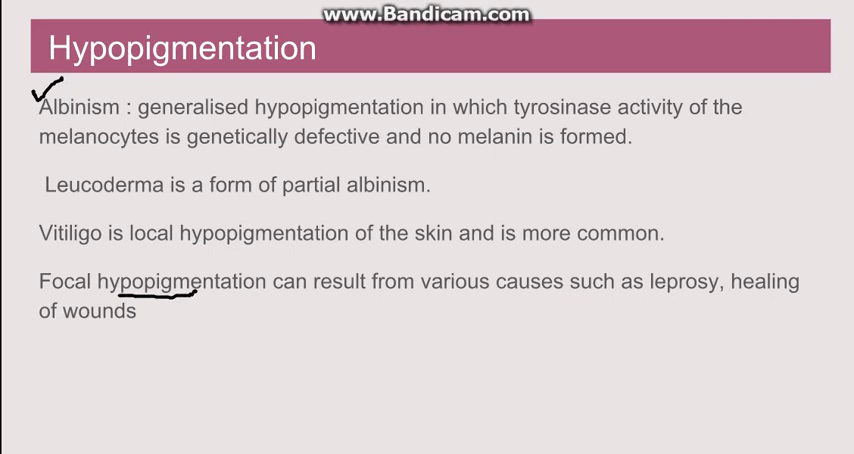 www.Bandicam.com
Hypopigmentation
Albinism : generalised hypopigmentation in which tyrosinase activity of the
melanocytes is genetically defective and no melanin is formed.
Leucoderma is a form of partial albinism.
Vitiligo is local hypopigmentation of the skin and is more common.
Focal hypopigmentation can result from various causes such as leprosy, healing
of wounds